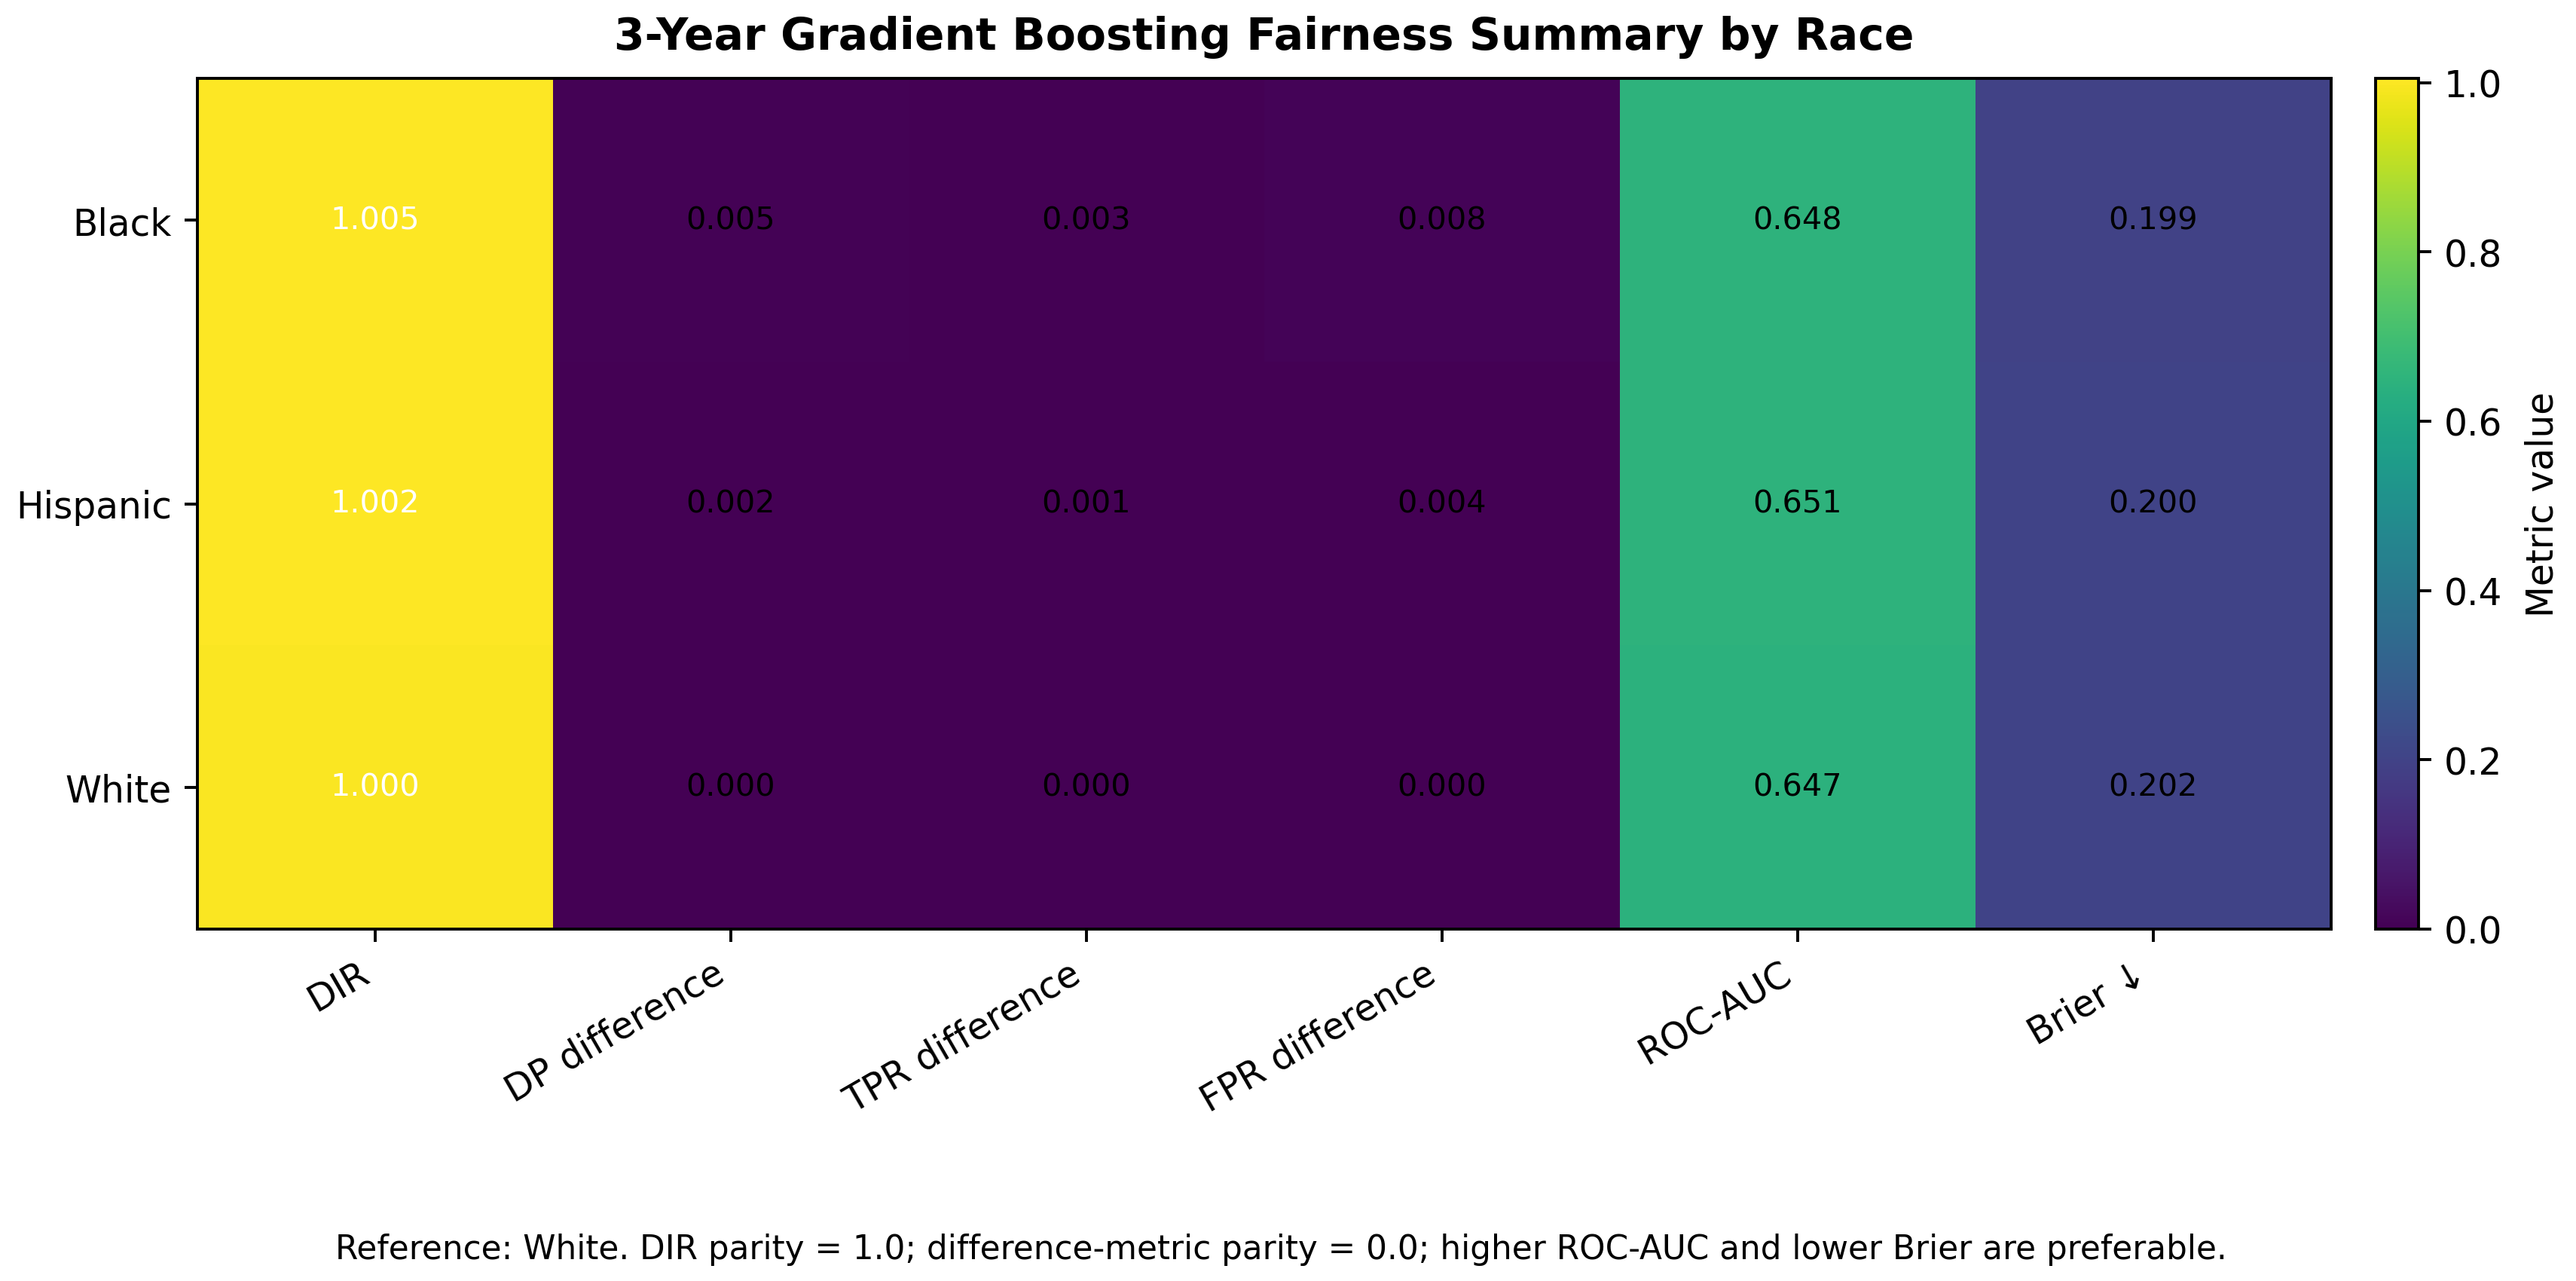 3-Year Gradient Boosting Fairness Summary by Race
Black 1.005 0.005 0.003 0.008 0.648 0.199
Hispanic 1.002 0.002 0.001 0.004 0.651 0.200
White 1.000 0.000 0.000 0.000 0.647 0.202
DIR
DP difference
TPR difference
FPR difference
ROC-AUC
Brier ↓
1.0
0.8
0.6
0.4
0.2
0.0
Metric value
Reference: White. DIR parity = 1.0; difference-metric parity = 0.0; higher ROC-AUC and lower Brier are preferable.